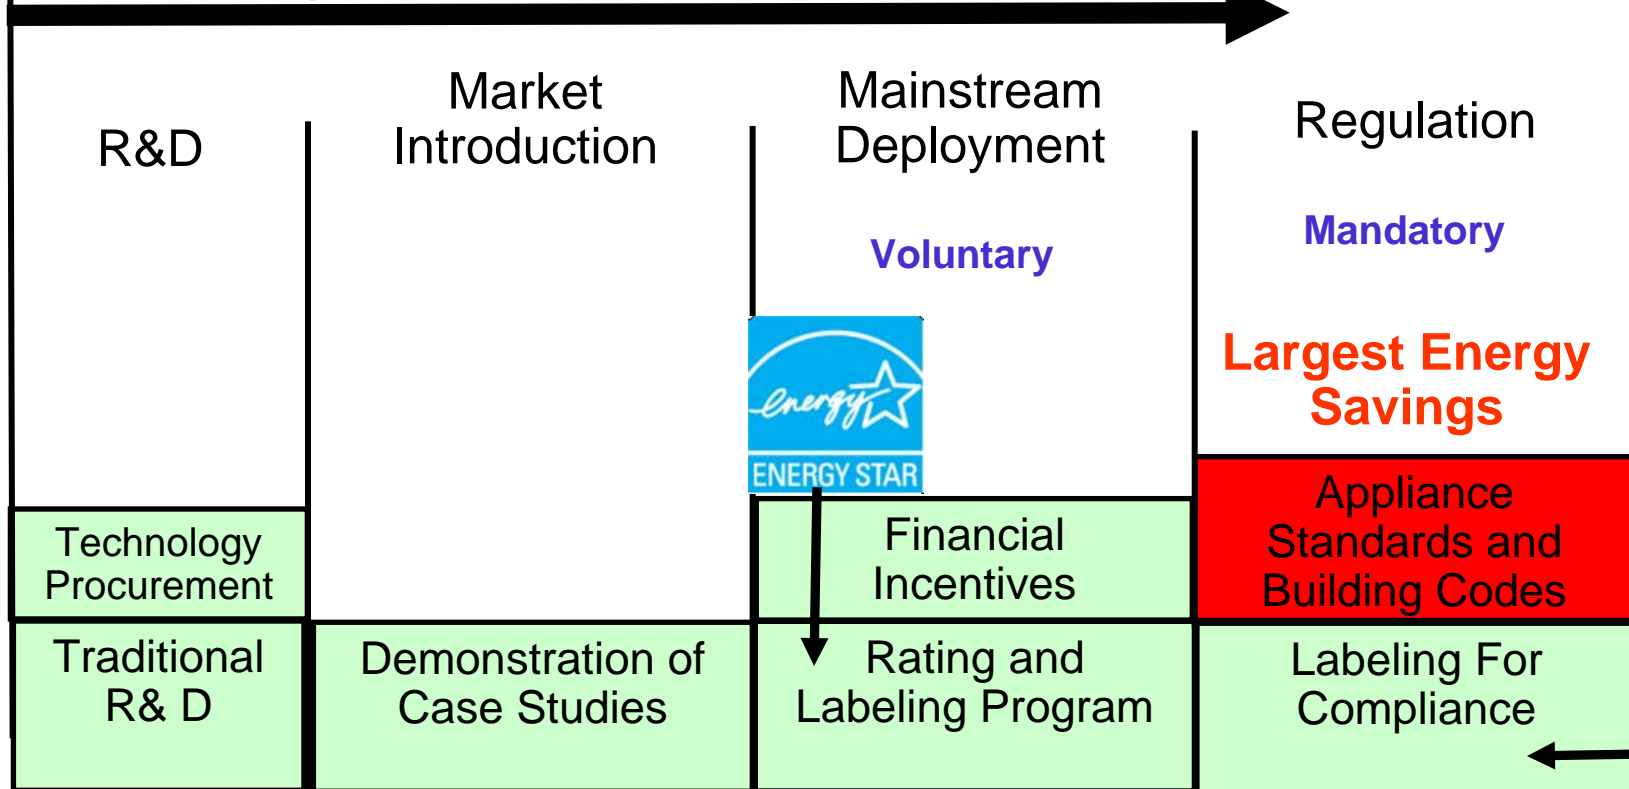 R&D
Market
Introduction
Mainstream
Deployment
Regulation
Voluntary
Mandatory
Largest Energy
Savings
energy
ENERGY STAR
Technology
Procurement
Financial
Incentives
Appliance
Standards and
Building Codes
Traditional
R& D
Demonstration of
Case Studies
Rating and
Labeling Program
Labeling For
Compliance